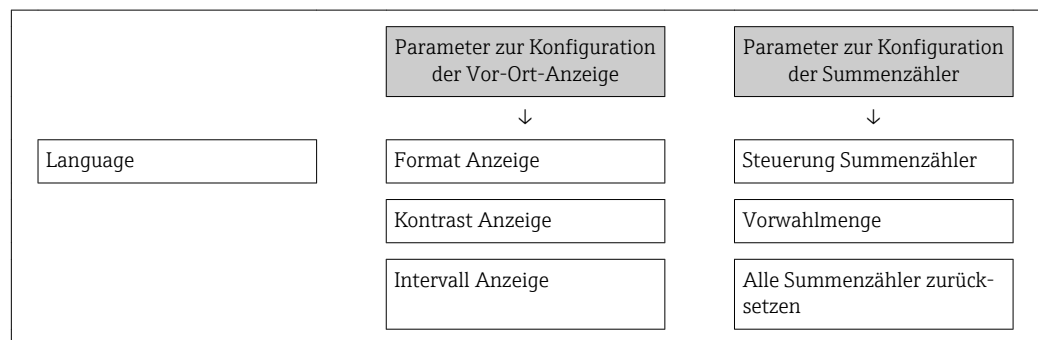 Parameter zur Konfiguration
der Vor-Ort-Anzeige
Parameter zur Konfiguration
der Summenzähler
↓
↓
Language
Format Anzeige
Steuerung Summenzähler
Kontrast Anzeige
Vorwahlmenge
Intervall Anzeige
Alle Summenzähler zurück-
setzen